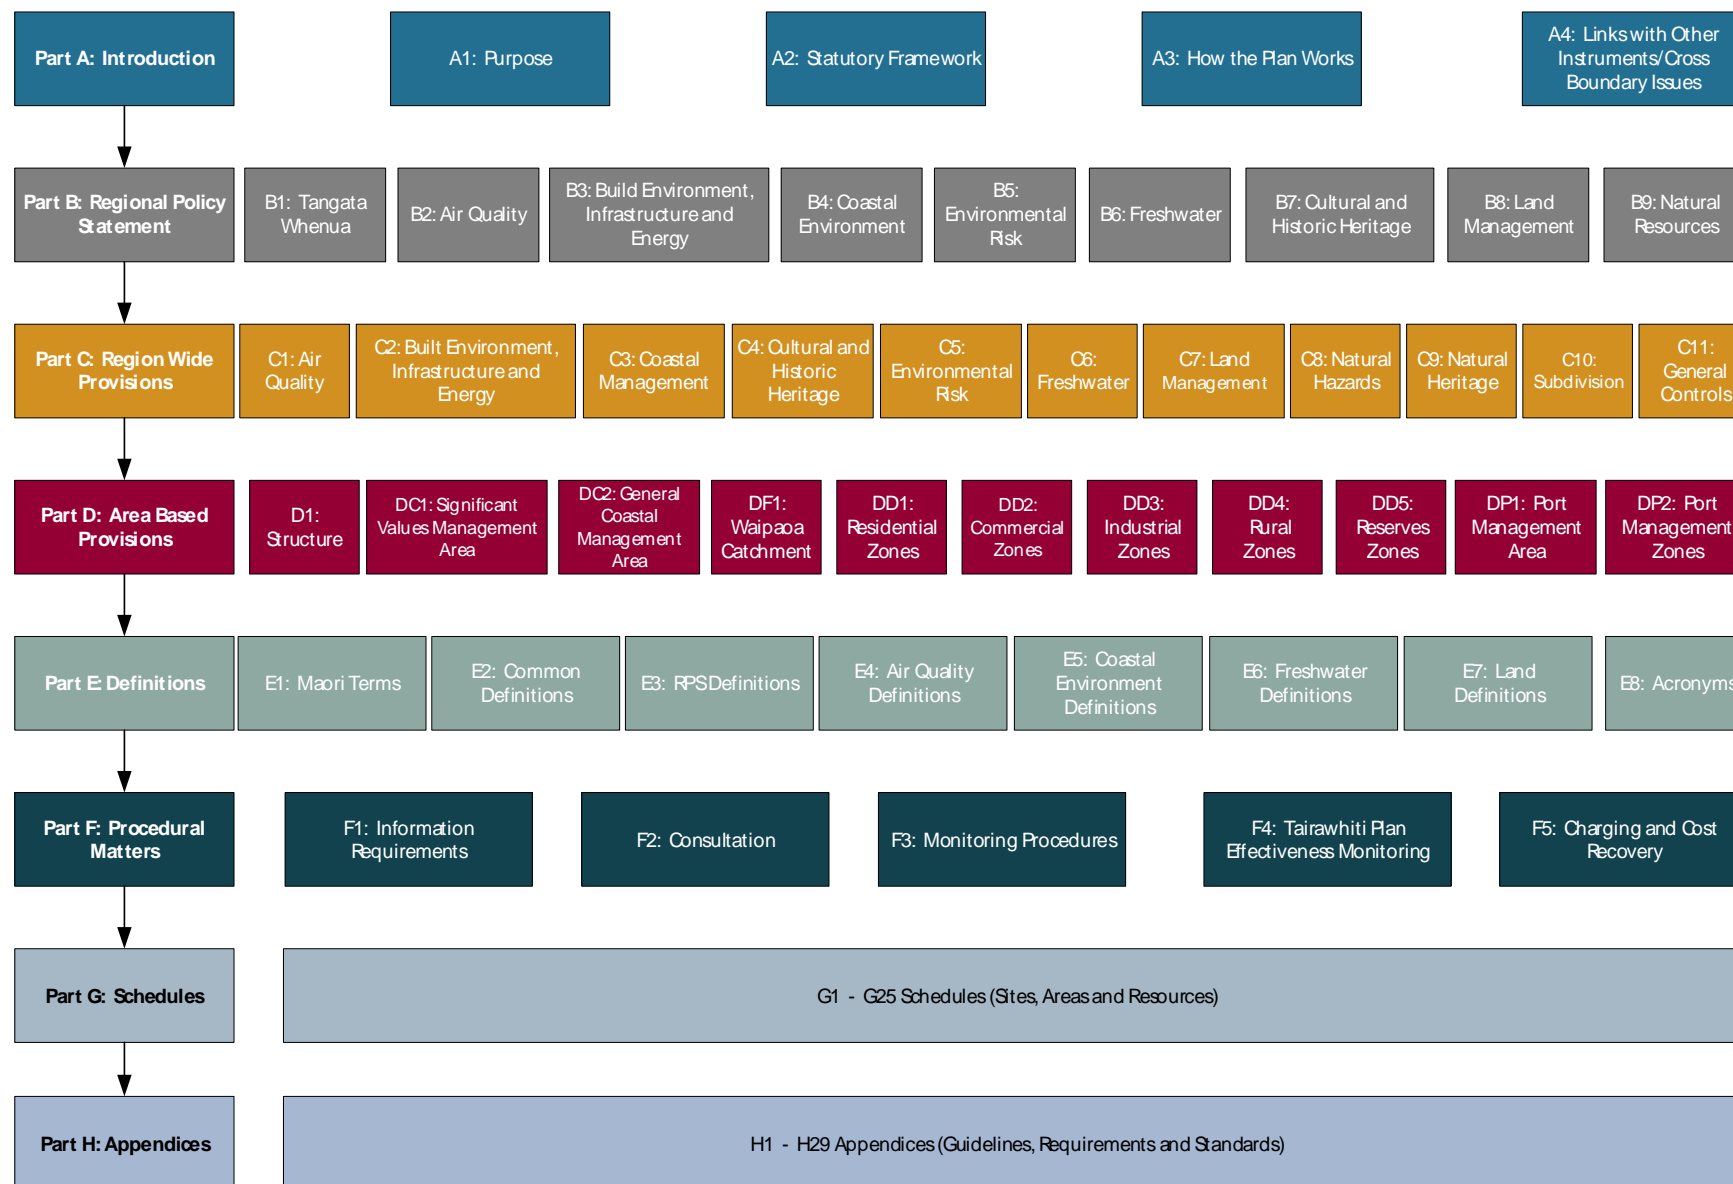 Part A: Introduction
A1: Purpose
A2: Statutory Framework
A3: How the Plan Works
A4: Links with Other
Instruments/Cross
Boundary Issues
Part B: Regional Policy
Statement
B1: Tangata
Whenua
B2: Air Quality
B3: Build Environment,
Infrastructure and
Energy
B4: Coastal
Environment
B5:
Environmental
Risk
B6: Freshwater
B7: Cultural and
Historic Heritage
B8: Land
Management
B9: Natural
Resources
Part C: Region Wide
Provisions
C1: Air
Quality
C2: Built Environment,
Infrastructure and
Energy
C3: Coastal
Management
C4: Cultural and
Historic
Heritage
C5:
Environmental
Risk
C6:
Freshwater
C7: Land
Management
C8: Natural
Hazards
C9: Natural
Heritage
C10:
Subdivision
C11:
General
Controls
Part D: Area Based
Provisions
D1:
Structure
DC1: Significant
Values Management
Area
DC2: General
Coastal
Management
Area
DF1:
Waipaoa
Catchment
DD1:
Residential
Zones
DD2:
Commercial
Zones
DD3:
Industrial
Zones
DD4:
Rural
Zones
DD5:
Reserves
Zones
DP1: Port
Management
Area
DP2: Port
Management
Zones
Part E: Definitions
E1: Maori Terms
E2: Common
Definitions
E3: RPS Definitions
E4: Air Quality
Definitions
E5: Coastal
Environment
Definitions
E6: Freshwater
Definitions
E7: Land
Definitions
E8: Acronyms
Part F: Procedural
Matters
F1: Information
Requirements
F2: Consultation
F3: Monitoring Procedures
F4: Tairawhiti Plan
Effectiveness Monitoring
F5: Charging and Cost
Recovery
Part G: Schedules
G1 - G25 Schedules (Sites, Areas and Resources)
Part H: Appendices
H1 - H29 Appendices (Guidelines, Requirements and Standards)